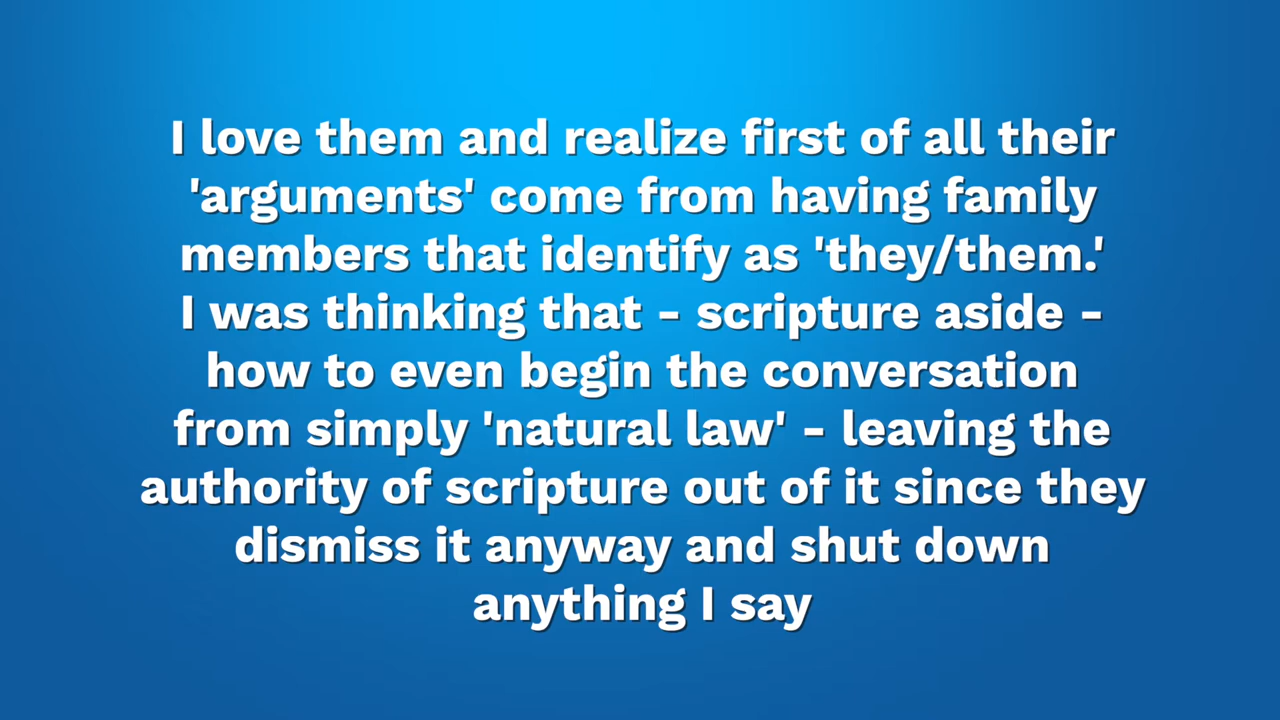 I love them and realize first of all their
'arguments' come from having family
members that identify as 'they/them.'
I was thinking that - scripture aside -
how to even begin the conversation
from simply 'natural law' - leaving the
authority of scripture out of it since they
dismiss it anyway and shut down
anything I say